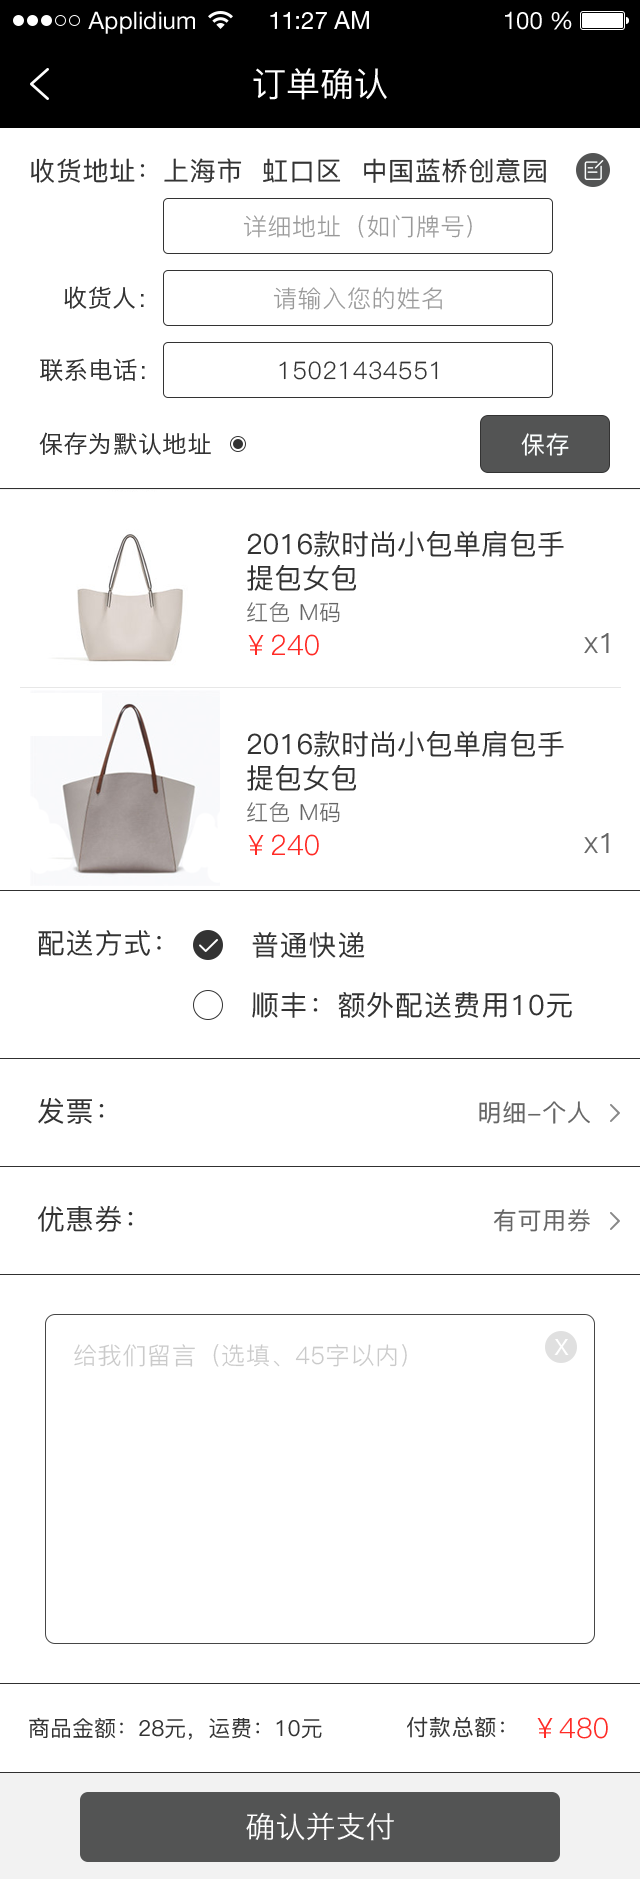 Applidium 11:27 AM 100 %
订单确认
收货地址： 上海市 虹口区 中国蓝桥创意园
详细地址（如门牌号）
收货人： 请输入您的姓名
联系电话： 15021434551
保存为默认地址 保存
2016款时尚小包单肩包手
提包女包
红色 M码
¥ 240 x1
2016款时尚小包单肩包手
提包女包
红色 M码
¥ 240 x1
配送方式： 普通快递
顺丰：额外配送费用10元
发票： 明细-个人
优惠券： 有可用券
给我们留言（选填、45字以内） X
商品金额：28元，运费：10元 付款总额： ¥ 480
确认并支付